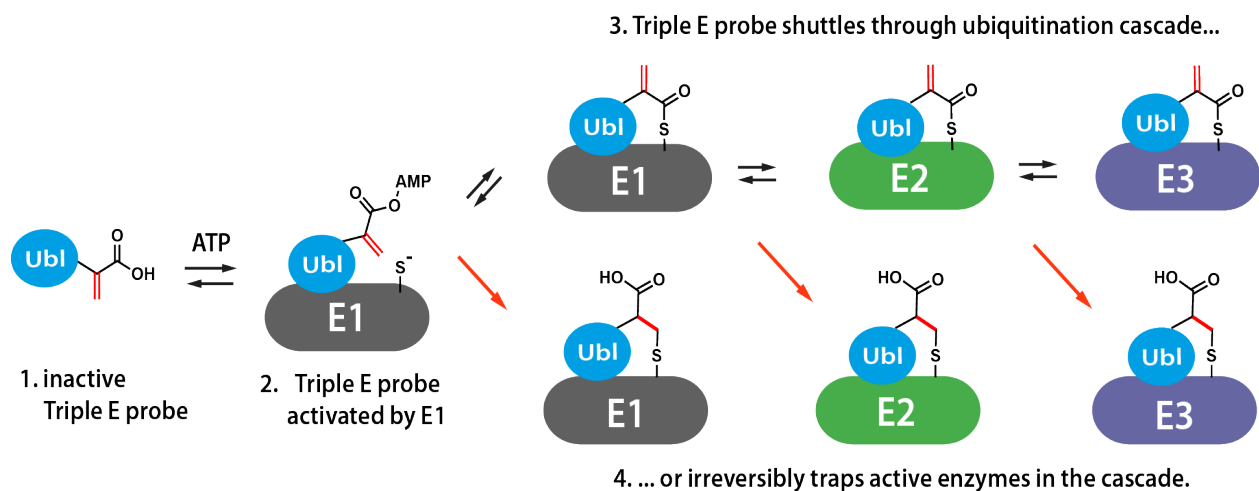 3. Triple E probe shuttles through ubiquitination cascade...
O
S
Ubl
E1
O
S
Ubl
E2
O
S
Ubl
E3
ATP
Ubl
O
OH
O
AMP
O
Ubl
S-
E1
HO
O
Ubl
S
E1
HO
O
Ubl
S
E2
HO
O
Ubl
S
E3
1. inactive
Triple E probe
2. Triple E probe
activated by E1
4. ... or irreversibly traps active enzymes in the cascade.